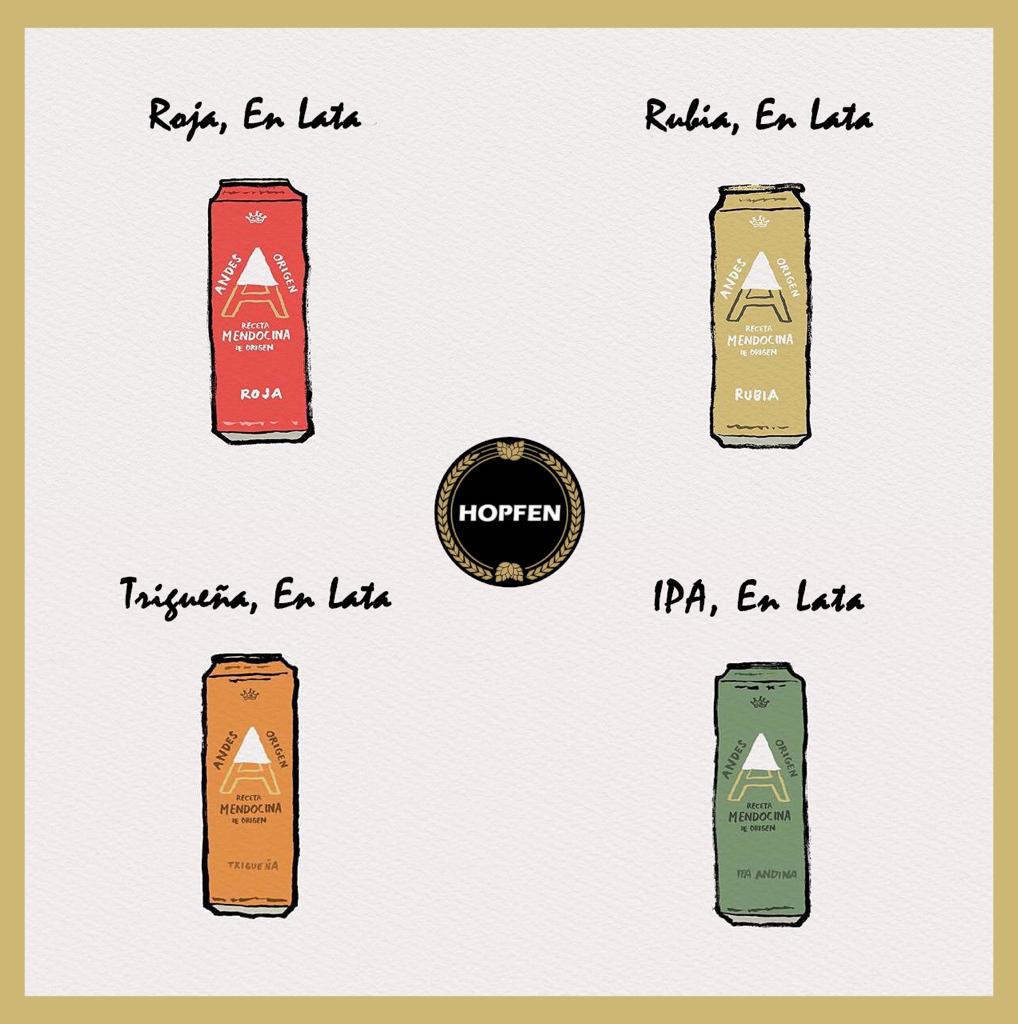 Roja, En Lata
Rubia, En Lata
ANDES ORIGEN
RECETA
MENDOCINA
DE ORIGEN
ROJA
ANDES ORIGEN
RECETA
MENDOCINA
DE ORIGEN
RUBIA
HOPFEN
Trigueña, En Lata
IPA, En Lata
ANDES ORIGEN
RECETA
MENDOCINA
DE ORIGEN
TRIGUEÑA
ANDES ORIGEN
RECETA
MENDOCINA
DE ORIGEN
IPA ANDINA